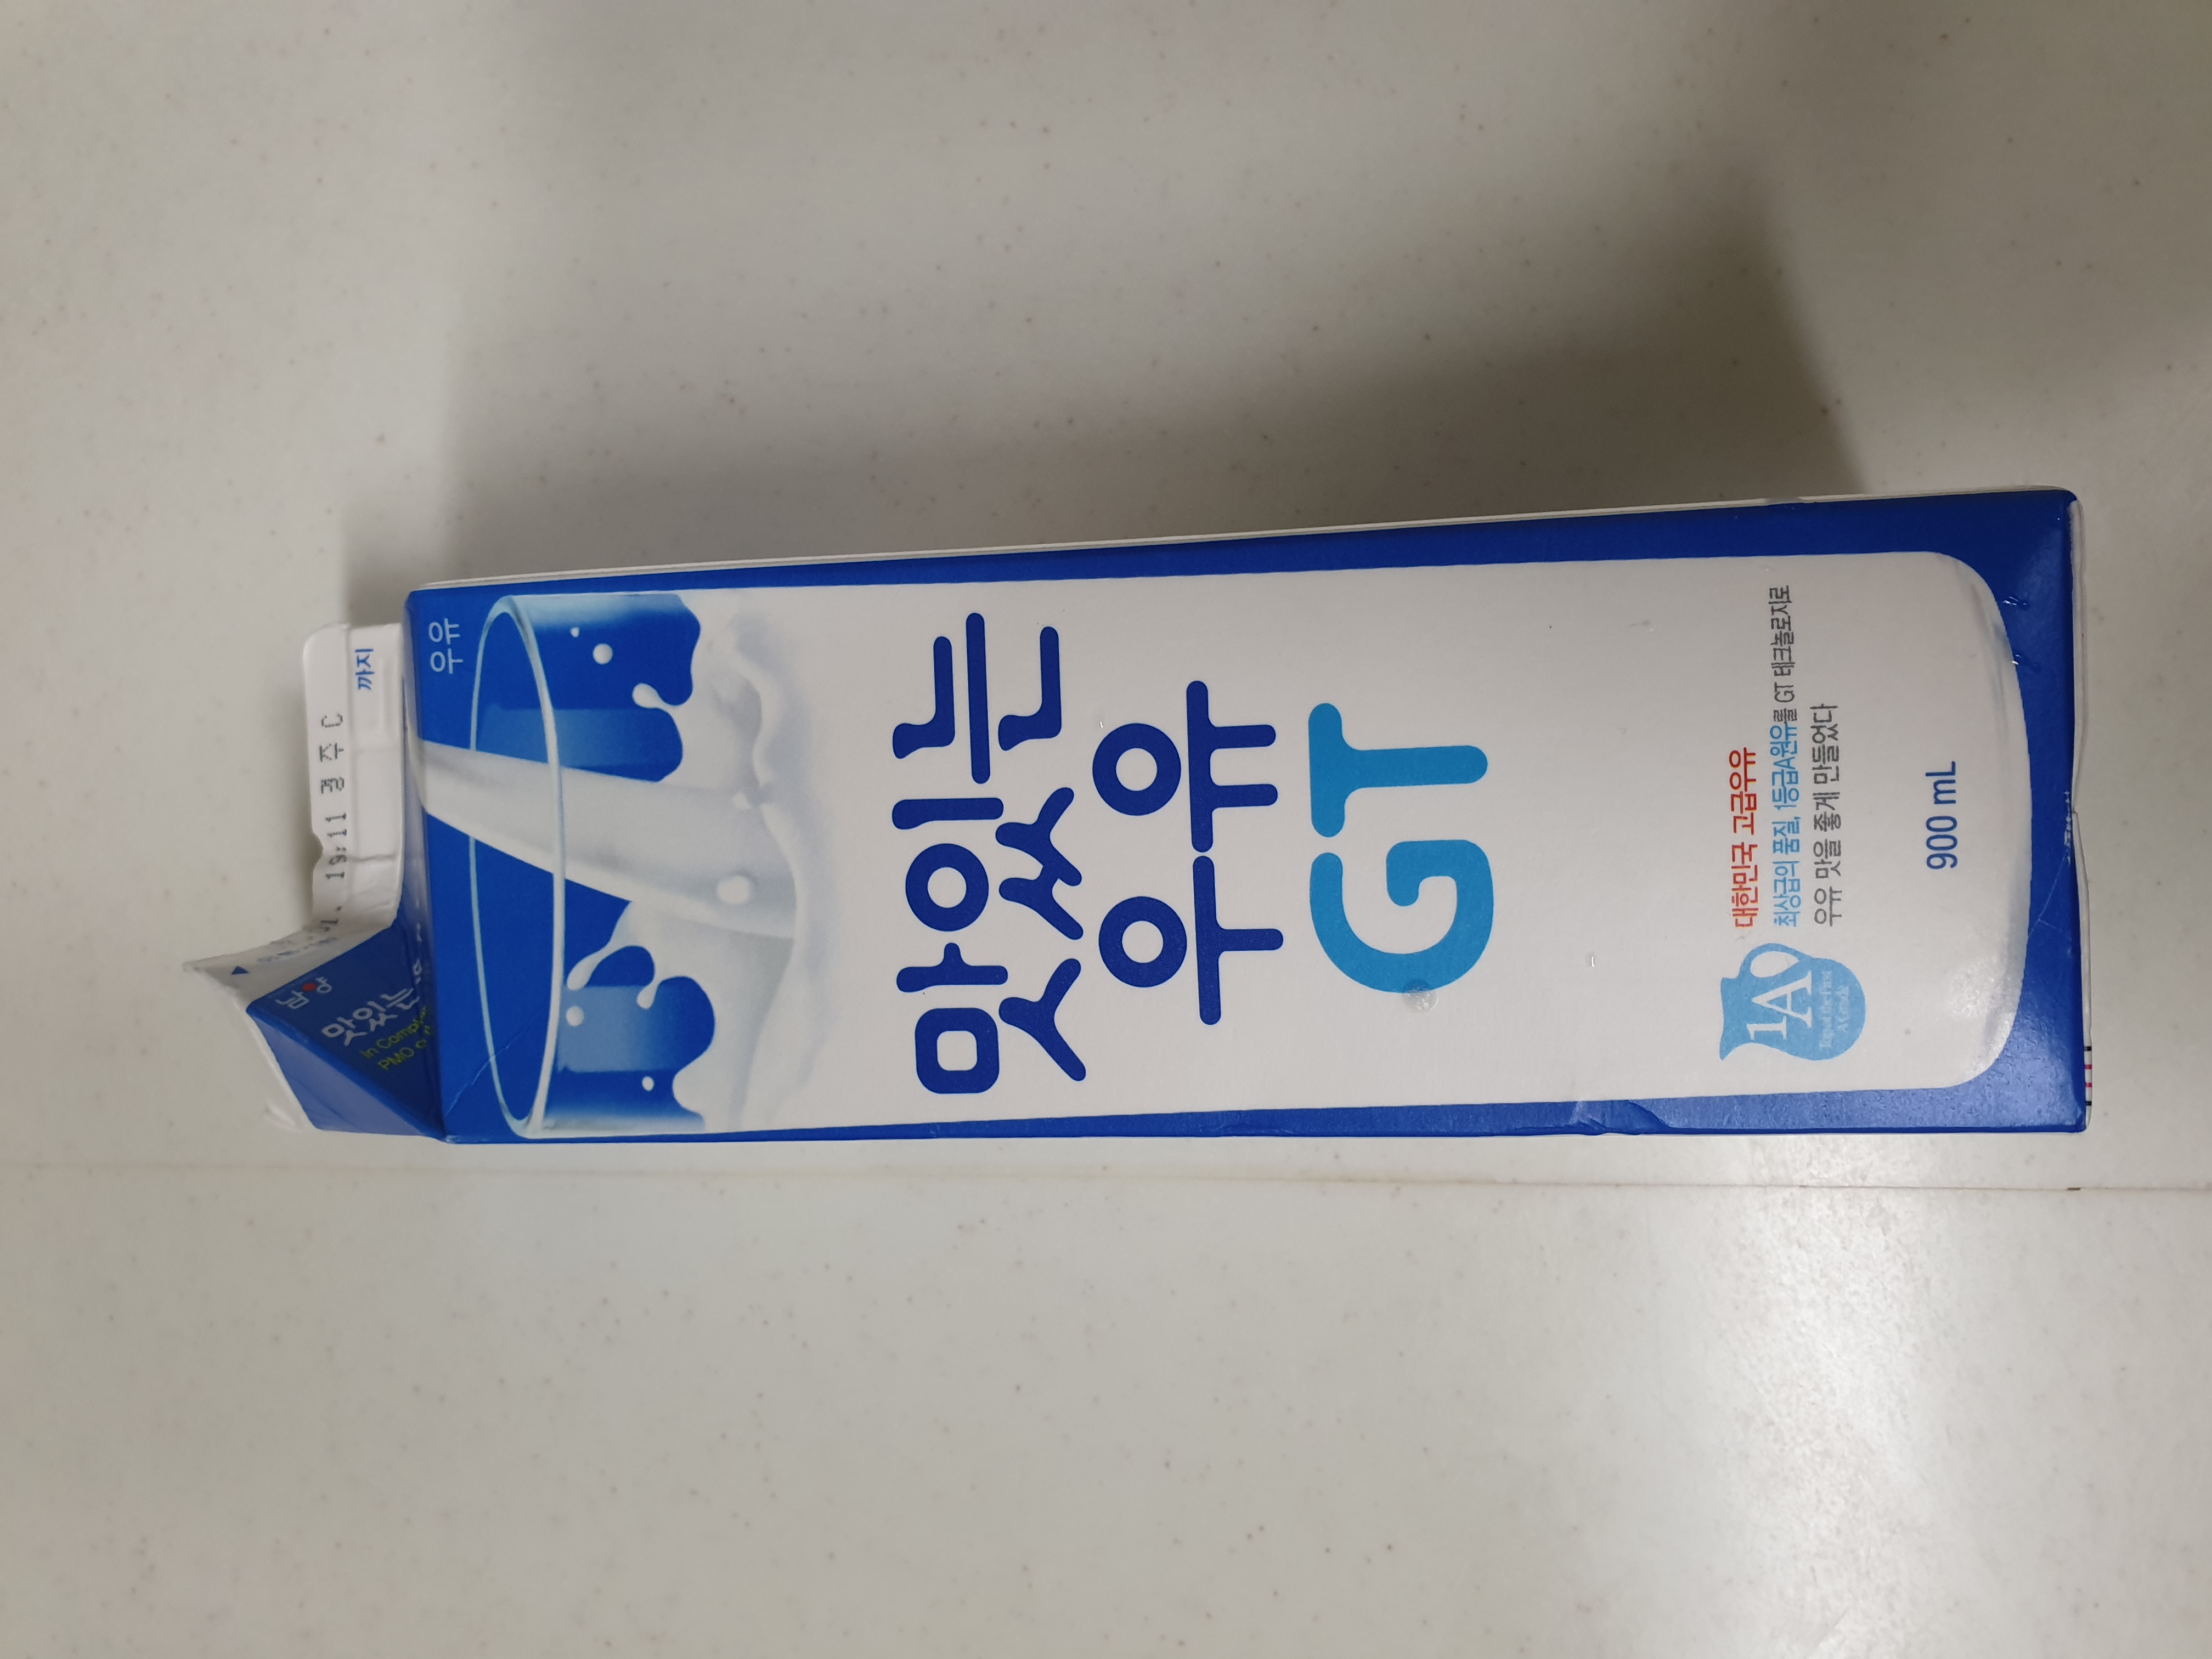 19:11 경 주 C
까지
남양
맛있는
In Compl
PMO
우유
맛있는
우유
GT
1A
대한민국 고급우유
최상급의 품질, 1등급A원유를 GT 테크놀로지로
우유 맛을 좋게 만들었다
900 mL